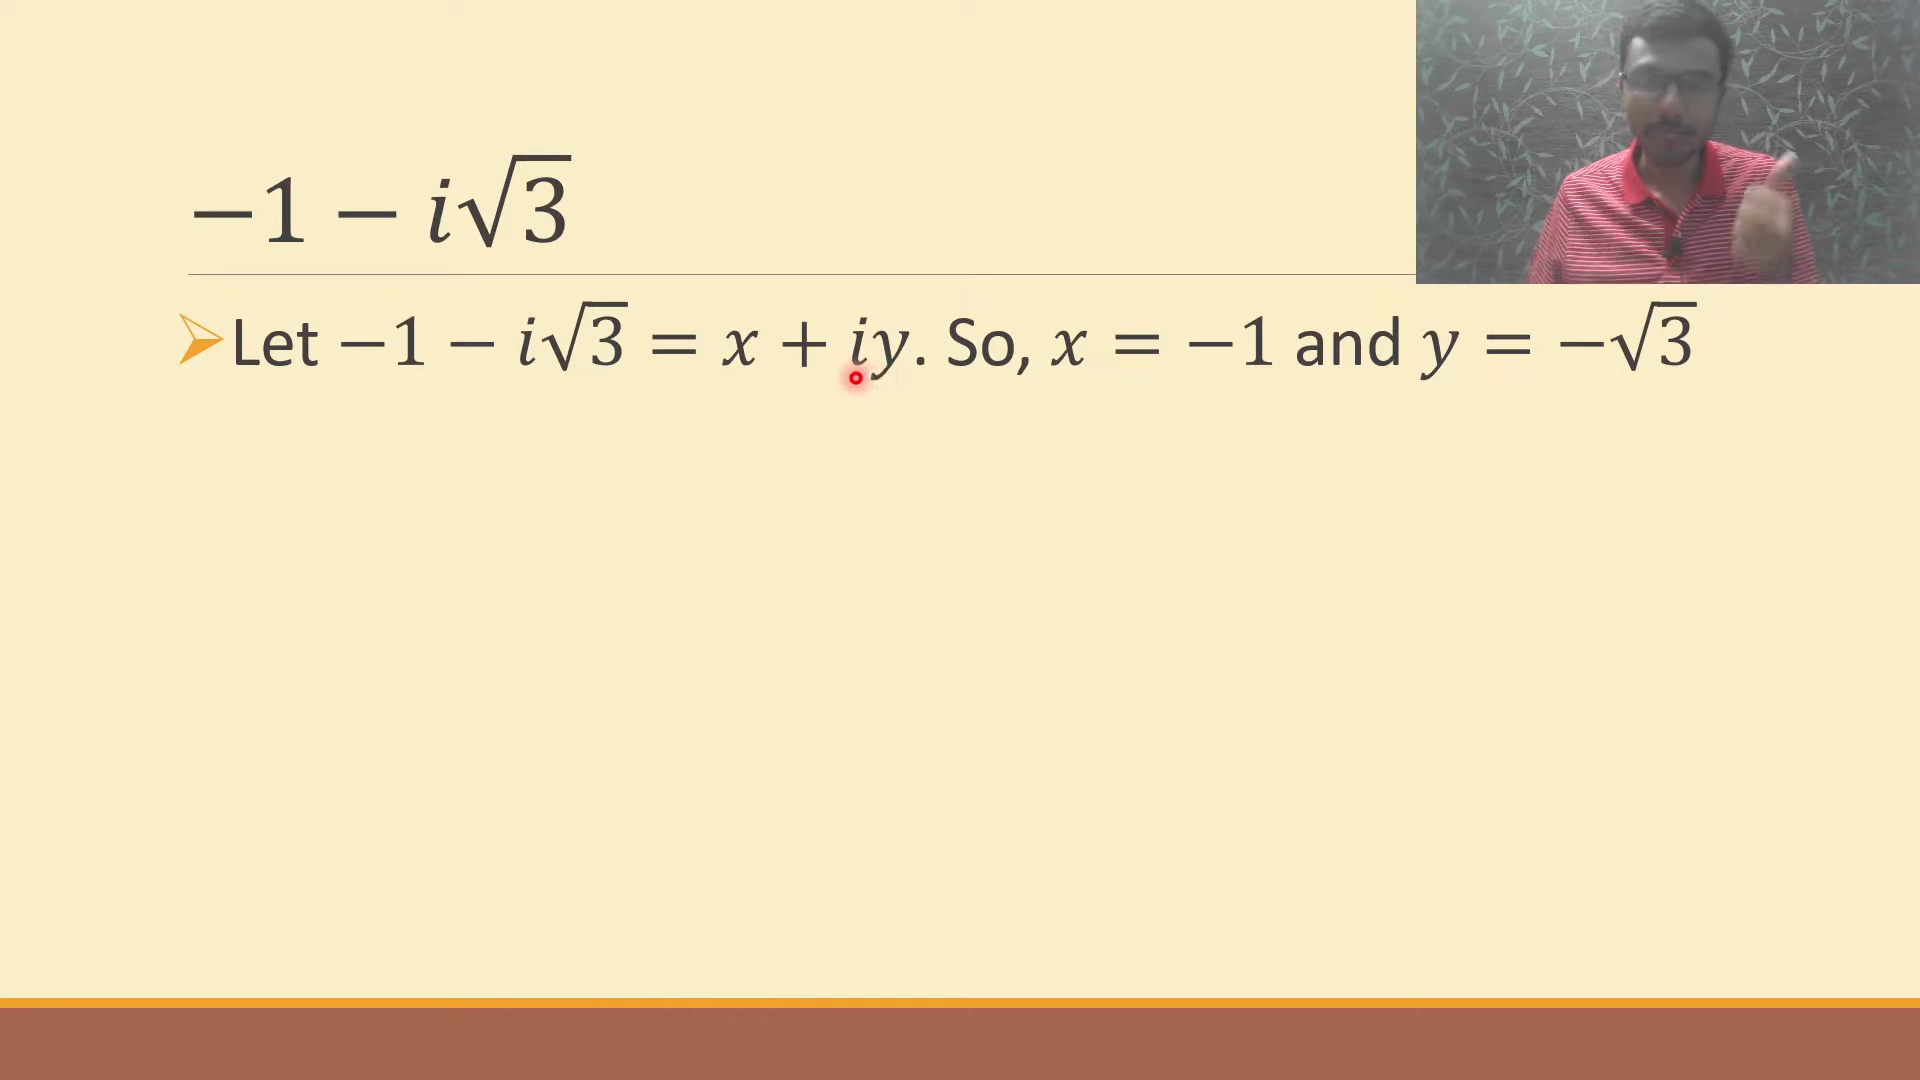 −1 − i√3
Let −1 − i√3 = x + iy. So, x = −1 and y = −√3